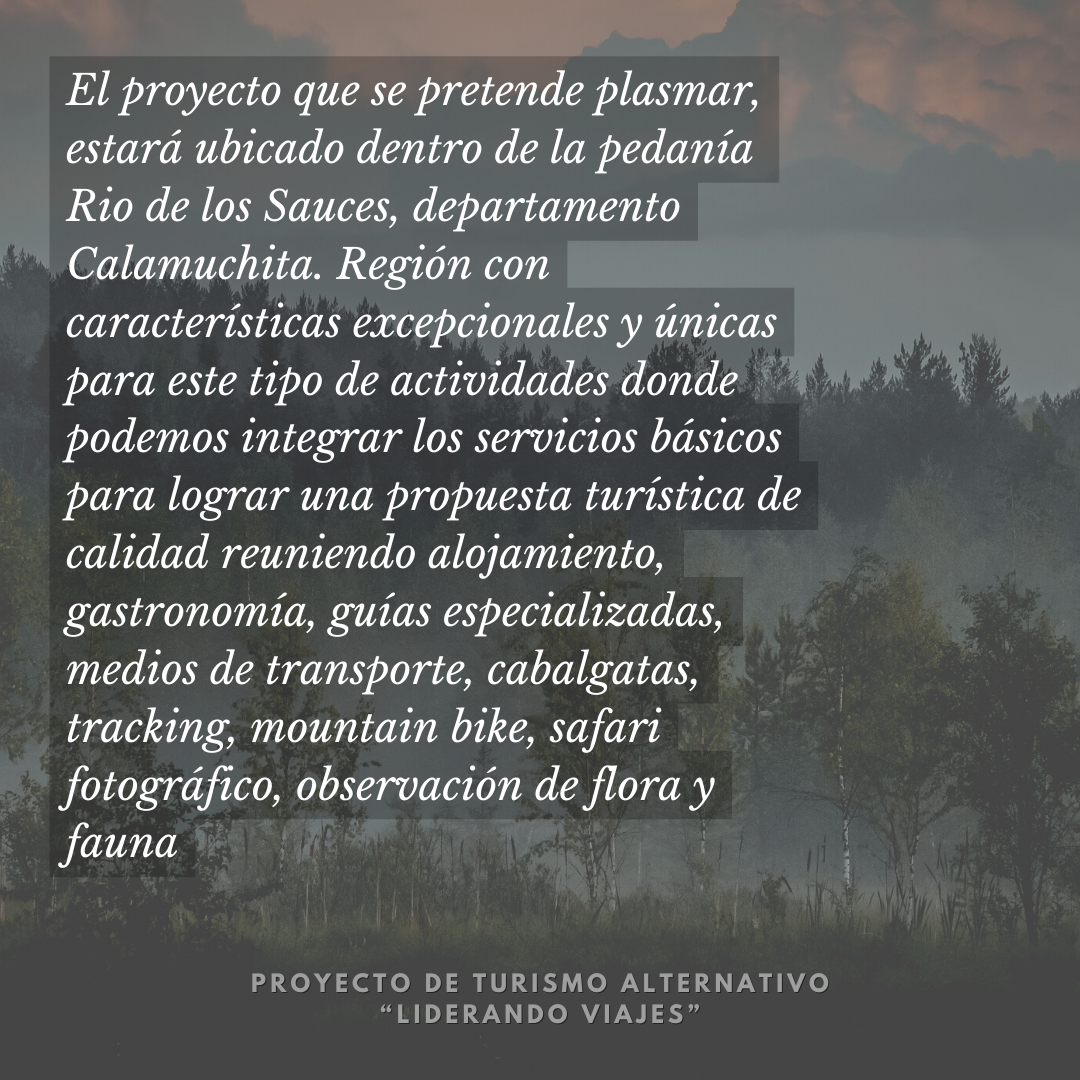 El proyecto que se pretende plasmar,
estará ubicado dentro de la pedanía
Rio de los Sauces, departamento
Calamuchita. Región con
características excepcionales y únicas
para este tipo de actividades donde
podemos integrar los servicios básicos
para lograr una propuesta turística de
calidad reuniendo alojamiento,
gastronomía, guías especializadas,
medios de transporte, cabalgatas,
tracking, mountain bike, safari
fotográfico, observación de flora y
fauna
PROYECTO DE TURISMO ALTERNATIVO
“LIDERANDO VIAJES”